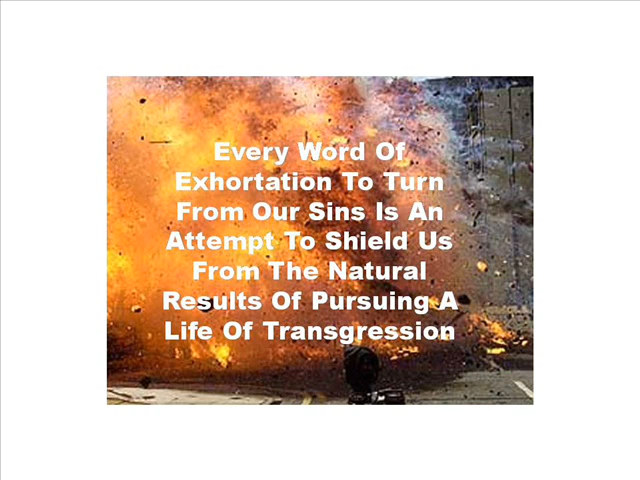 Every Word Of
Exhortation To Turn
From Our Sins Is An
Attempt To Shield Us
From The Natural
Results Of Pursuing A
Life Of Transgression